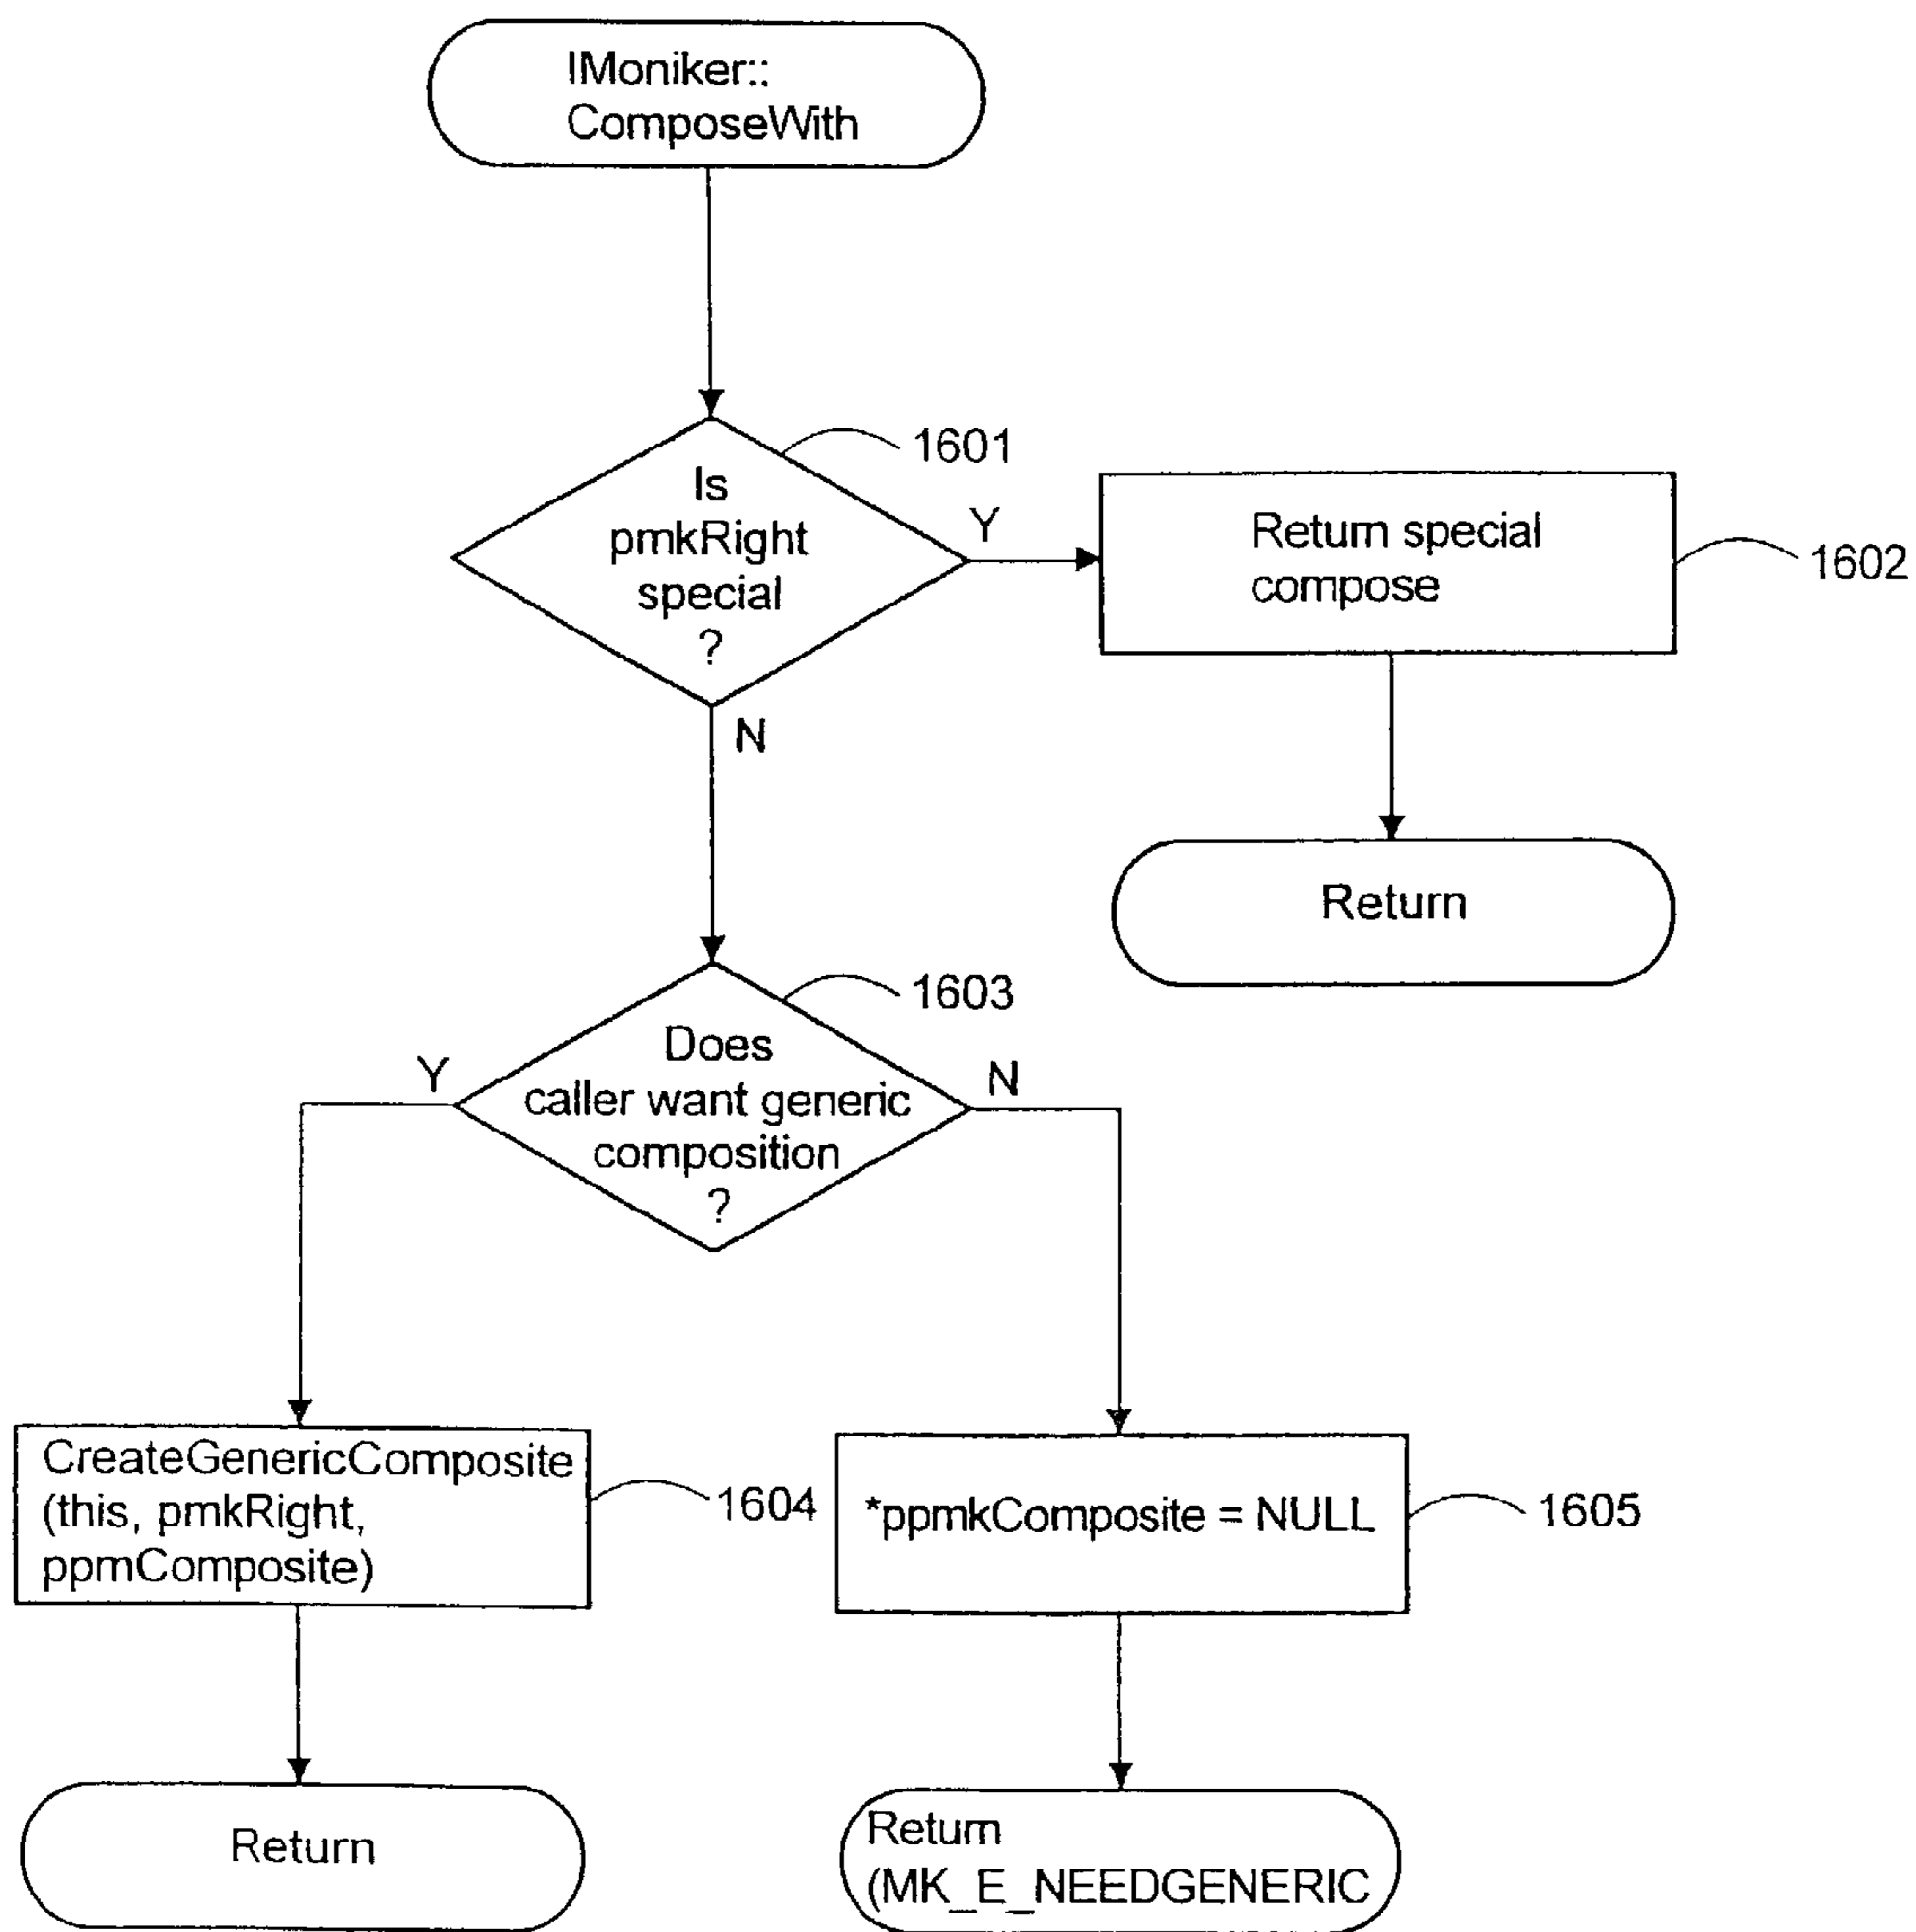 IMoniker::
ComposeWith
1601
Is
pmkRight
special
?
Y
Return special
compose
1602
N
Return
1603
Does
caller want generic
composition
?
Y
N
CreateGenericComposite
(this, pmkRight,
ppmComposite)
1604
*ppmkComposite = NULL
1605
Return
Return
(MK_E_NEEDGENERIC